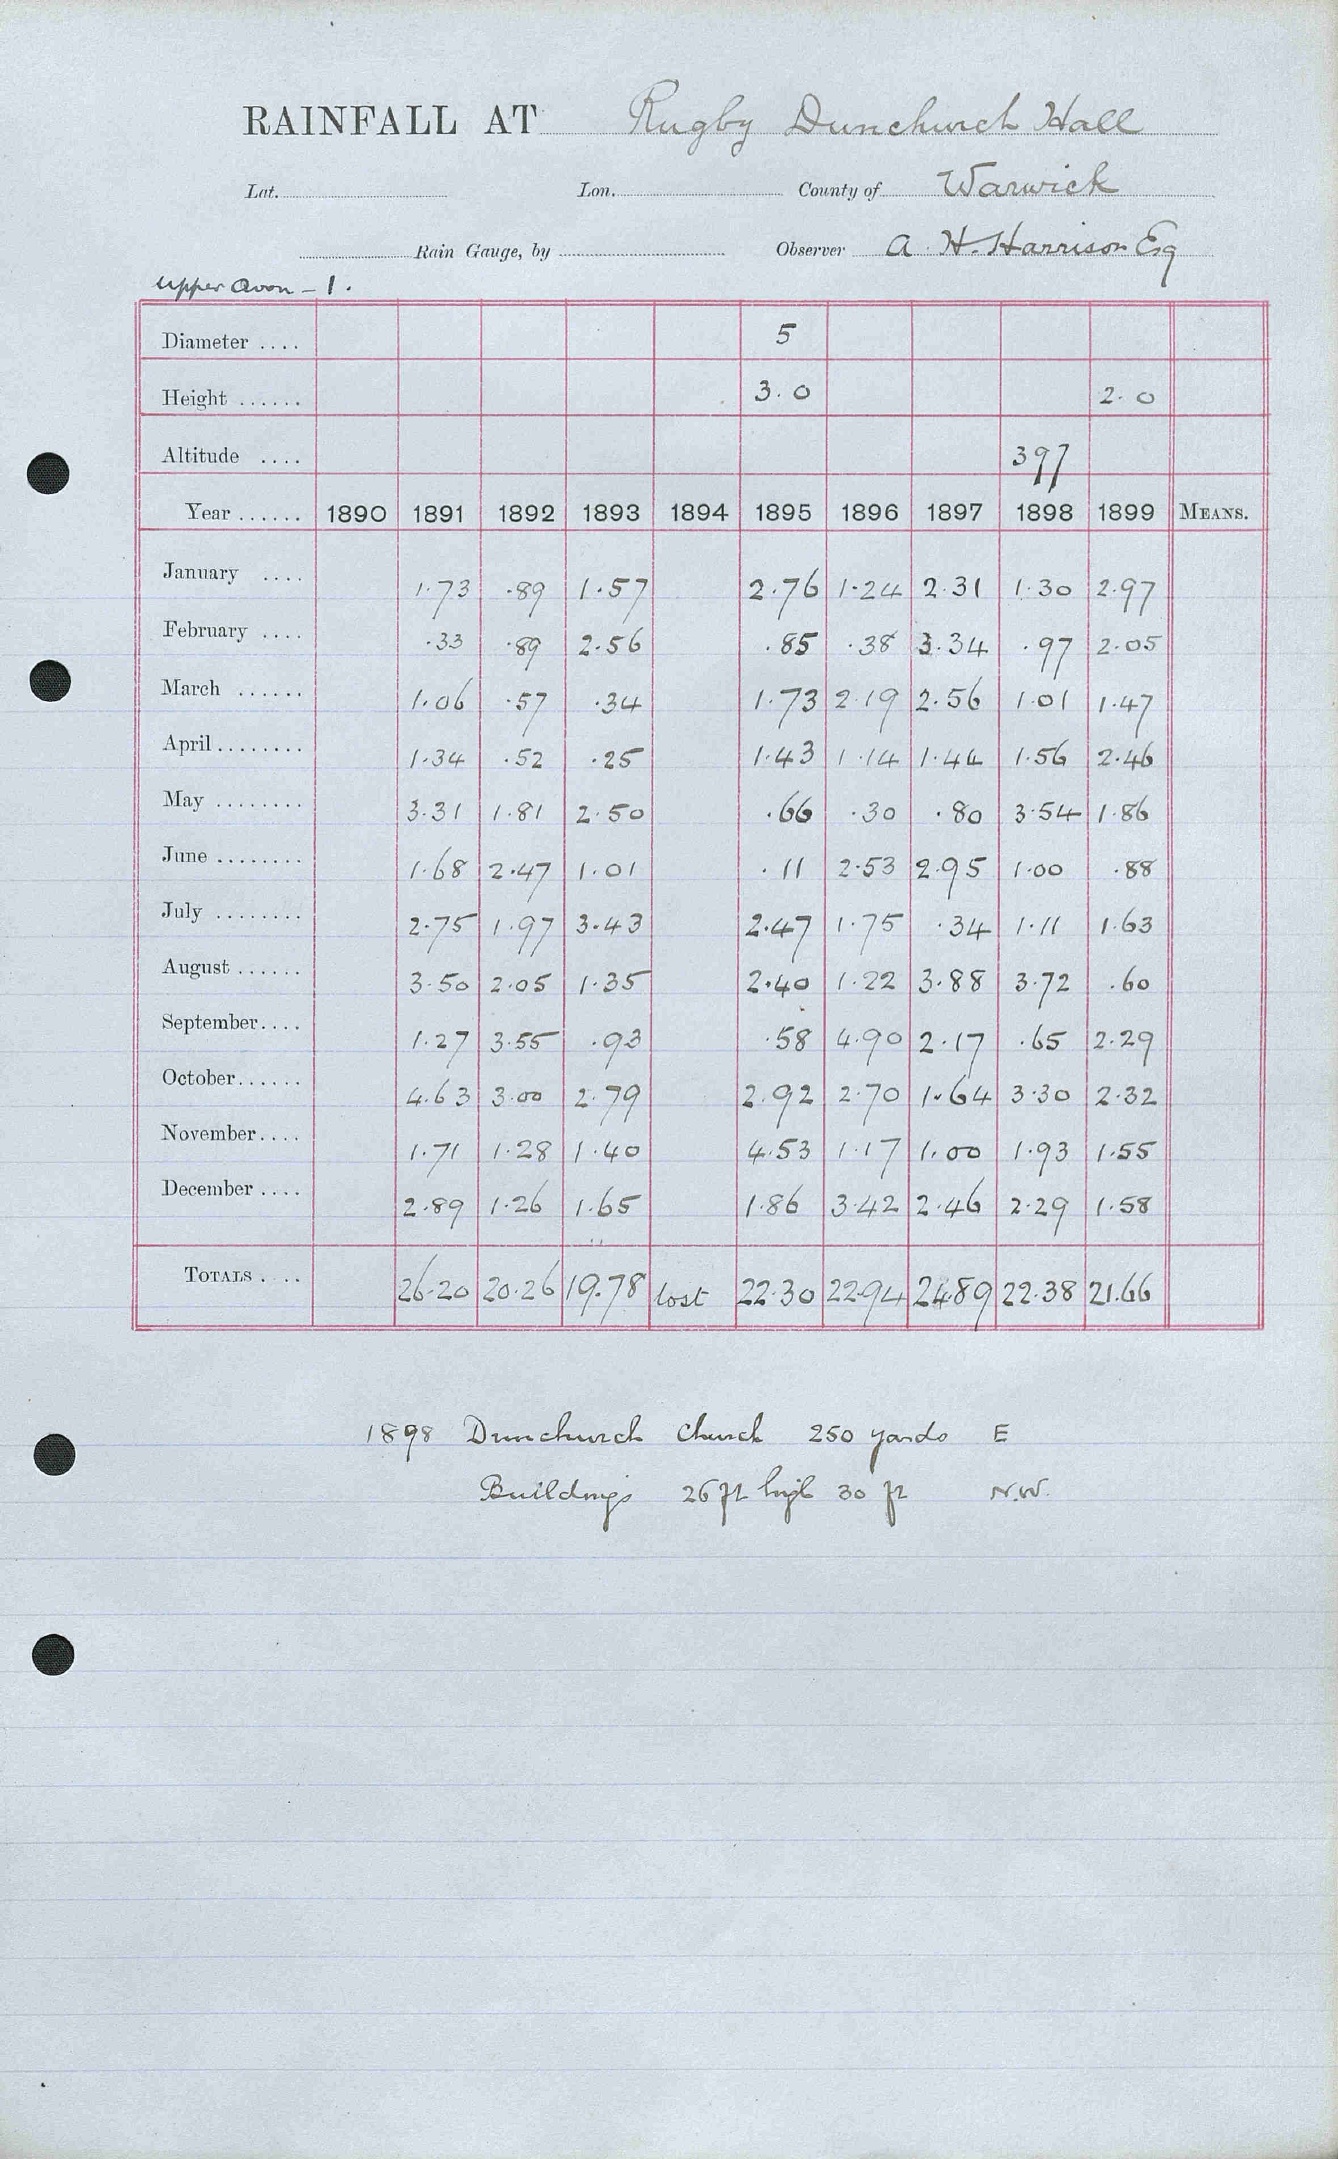 RAINFALL AT Rugby Dunchurch Hall
Lat. Lon. County of Warwick
Rain Gauge, by Observer A. H. Harrison Esq
Upper Avon - 1.
Diameter .... 5
Height ...... 3.0 2.0
Altitude .... 397
Year ...... 1890 1891 1892 1893 1894 1895 1896 1897 1898 1899 MEANS.
January .... 1.73 .89 1.57 2.76 1.24 2.31 1.30 2.97
February .... .33 .89 2.56 .85 .38 3.34 .97 2.05
March ...... 1.06 .57 .34 1.73 2.19 2.56 1.01 1.47
April ........ 1.34 .52 .25 1.43 1.14 1.44 1.56 2.46
May ........ 3.31 1.81 2.50 .66 .30 .80 3.54 1.86
June ........ 1.68 2.47 1.01 .11 2.53 2.95 1.00 .88
July ........ 2.75 1.97 3.43 2.47 1.75 .34 1.11 1.63
August ...... 3.50 2.05 1.35 2.40 1.22 3.88 3.72 .60
September.... 1.27 3.55 .93 .58 4.90 2.17 .65 2.29
October...... 4.63 3.00 2.79 2.92 2.70 1.64 3.30 2.32
November.... 1.71 1.28 1.40 4.53 1.17 1.00 1.93 1.55
December .... 2.89 1.26 1.65 1.86 3.42 2.46 2.29 1.58
TOTALS .... 26.20 20.26 19.78 lost 22.30 22.94 24.89 22.38 21.66
1898 Dunchurch Church 250 yards E
Buildings 26 ft high 30 ft N.W.